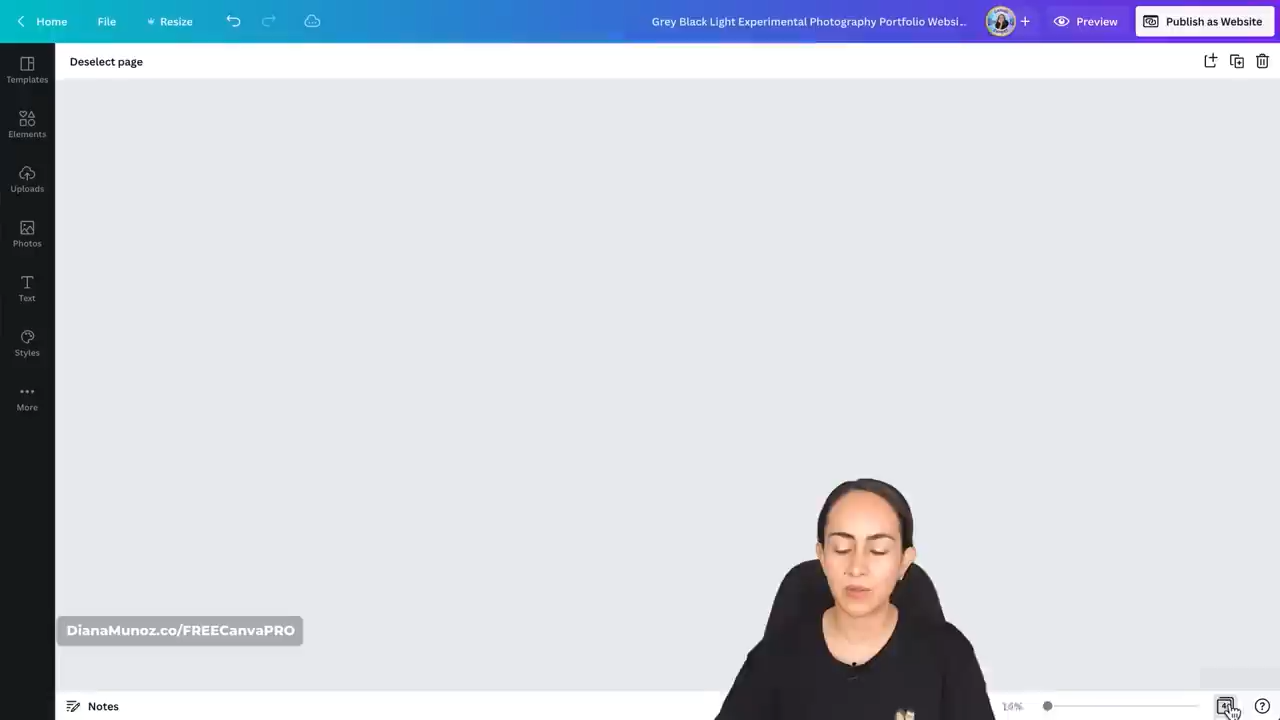 Home
File
Resize
Grey Black Light Experimental Photography Portfolio Websi...
Preview
Publish as Website
Deselect page
Templates
Elements
Uploads
Photos
Text
Styles
More
DianaMunoz.co/FREECanvaPRO
Notes